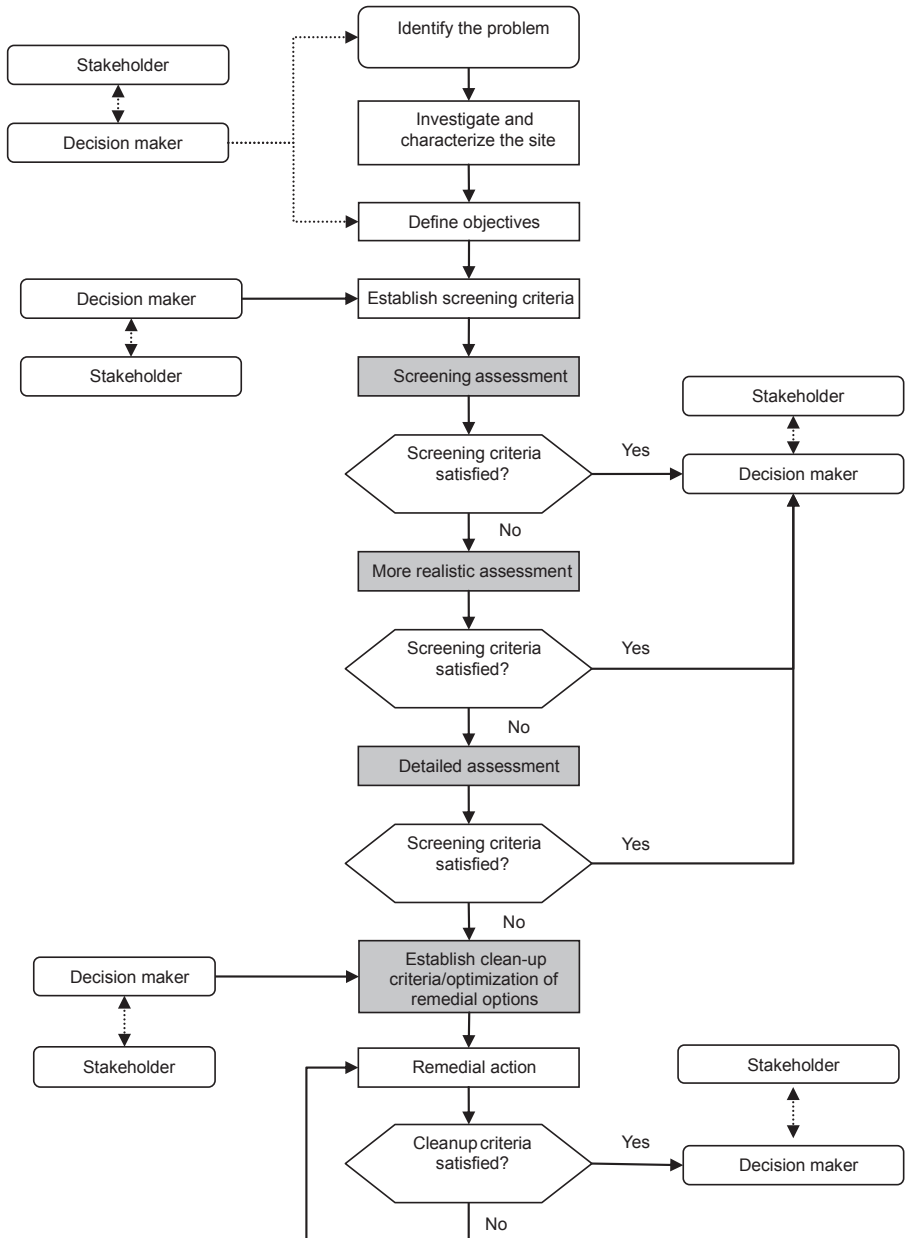 Identify the problem
Stakeholder
Decision maker
Investigate and
characterize the site
Define objectives
Decision maker
Establish screening criteria
Stakeholder
Screening assessment
Stakeholder
Screening criteria
satisfied?
Yes
Decision maker
No
More realistic assessment
Screening criteria
satisfied?
Yes
No
Detailed assessment
Screening criteria
satisfied?
Yes
No
Decision maker
Establish clean-up
criteria/optimization of
remedial options
Stakeholder
Remedial action
Stakeholder
Cleanup criteria
satisfied?
Yes
Decision maker
No